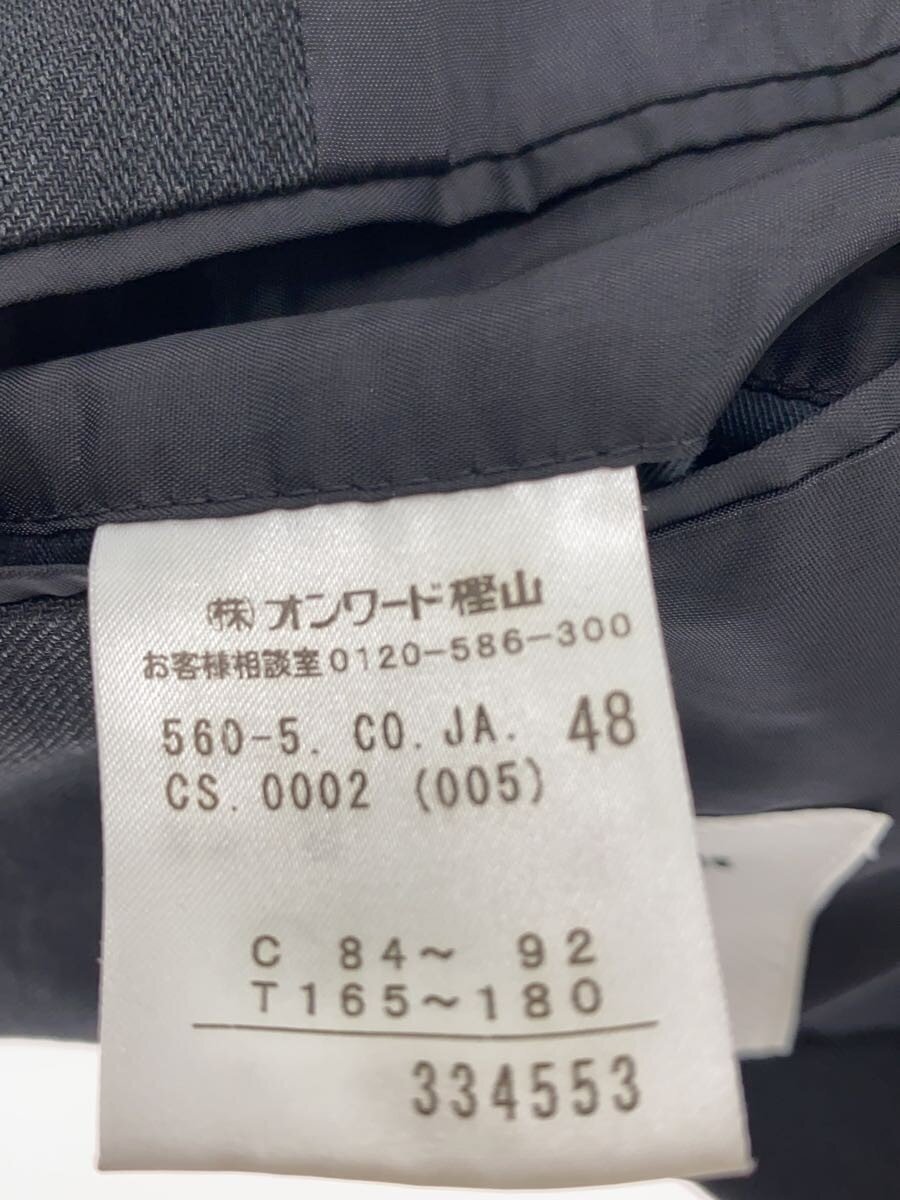 ㈱オンワード樫山
お客様相談室0120-586-300
560-5. CO. JA. 48
CS. 0002 (005)
C 84～ 92
T165～180
334553